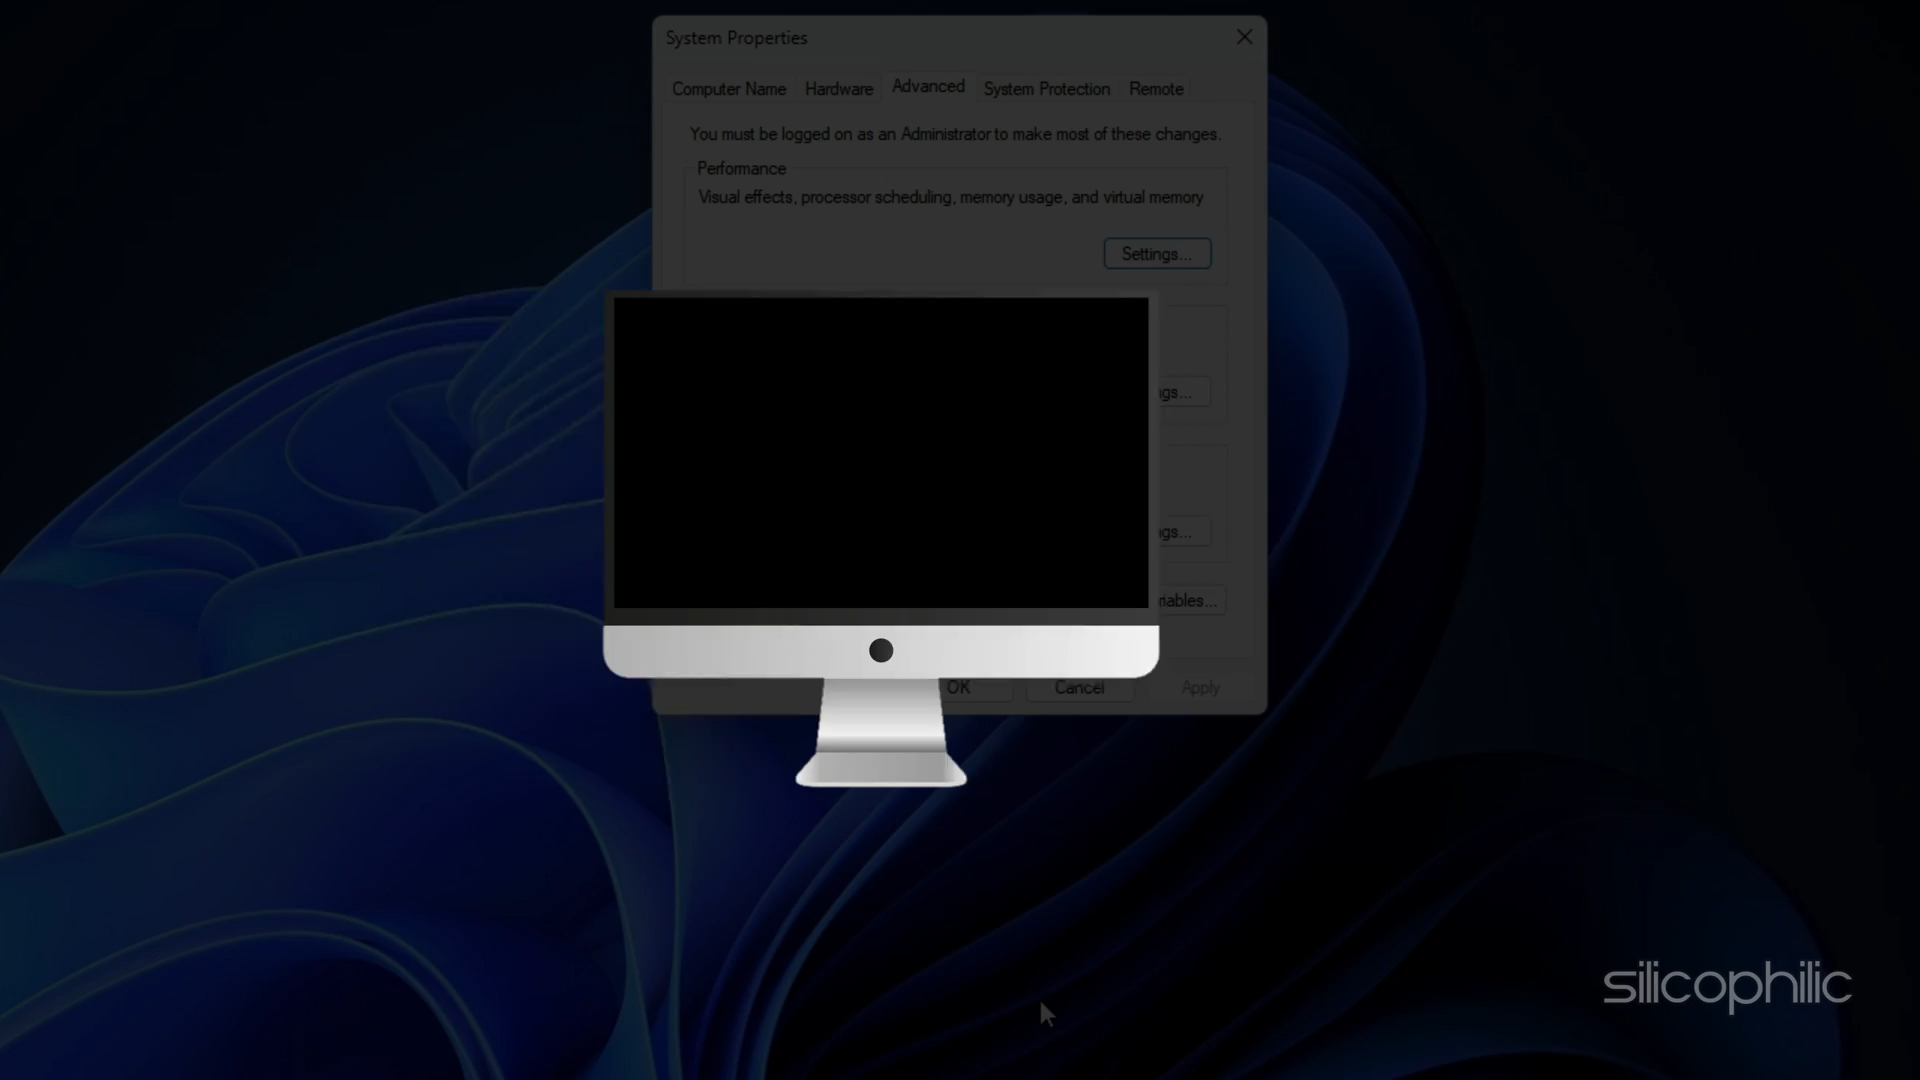 System Properties
Computer Name Hardware Advanced System Protection Remote
You must be logged on as an Administrator to make most of these changes.
Performance
Visual effects, processor scheduling, memory usage, and virtual memory
Settings...
OK Cancel Apply
silicophilic